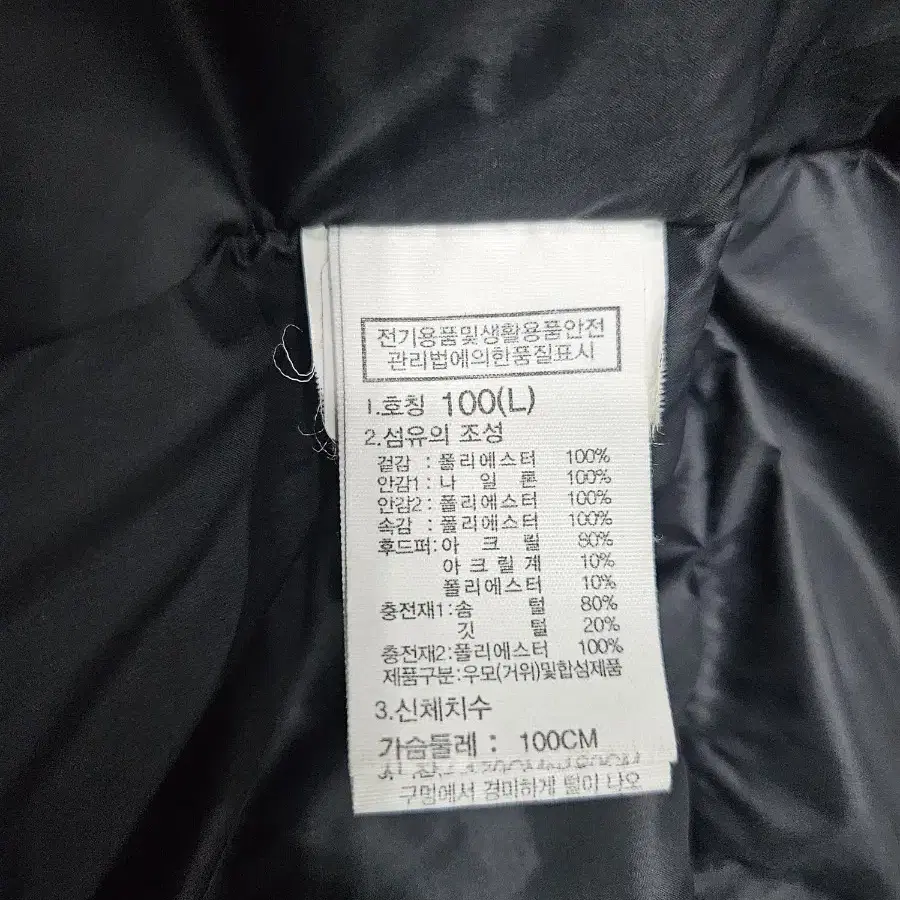 전기용품및생활용품안전
관리법에의한품질표시
1.호칭 100(L)
2.섬유의 조성
겉감 : 폴리에스터 100%
안감1 : 나 일 론 100%
안감2 : 폴리에스터 100%
속감 : 폴리에스터 100%
후드퍼: 아 크 릴 80%
아 크 릴 계 10%
폴리에스터 10%
충전재1: 솜 털 80%
깃 털 20%
충전재2: 폴리에스터 100%
제품구분:우모(거위)및합섬제품
3.신체치수
가슴둘레 : 100CM
구멍에서 경미하게 털이 나오